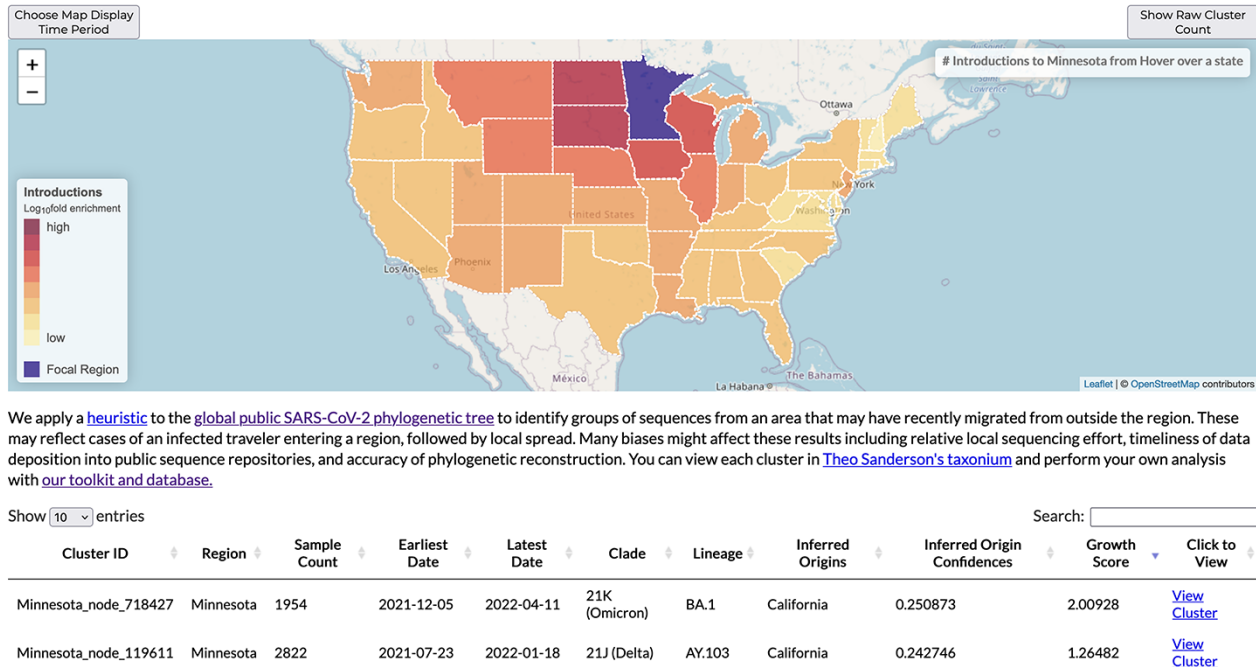 Choose Map Display
Time Period
Show Raw Cluster
Count
+
−
# Introductions to Minnesota from Hover over a state
Lawrence
Ottawa
New York
Washington
United States
Los Angeles
Phoenix
México
La Habana
The Bahamas
Introductions
Log10fold enrichment
high
low
Focal Region
Leaflet | © OpenStreetMap contributors
We apply a heuristic to the global public SARS-CoV-2 phylogenetic tree to identify groups of sequences from an area that may have recently migrated from outside the region. These
may reflect cases of an infected traveler entering a region, followed by local spread. Many biases might affect these results including relative local sequencing effort, timeliness of data
deposition into public sequence repositories, and accuracy of phylogenetic reconstruction. You can view each cluster in Theo Sanderson's taxonium and perform your own analysis
with our toolkit and database.
Show 10 entries
Search:
Cluster ID Region Sample Count Earliest Date Latest Date Clade Lineage Inferred Origins Inferred Origin Confidences Growth Score Click to View
Minnesota_node_718427 Minnesota 1954 2021-12-05 2022-04-11 21K (Omicron) BA.1 California 0.250873 2.00928 View Cluster
Minnesota_node_119611 Minnesota 2822 2021-07-23 2022-01-18 21J (Delta) AY.103 California 0.242746 1.26482 View Cluster